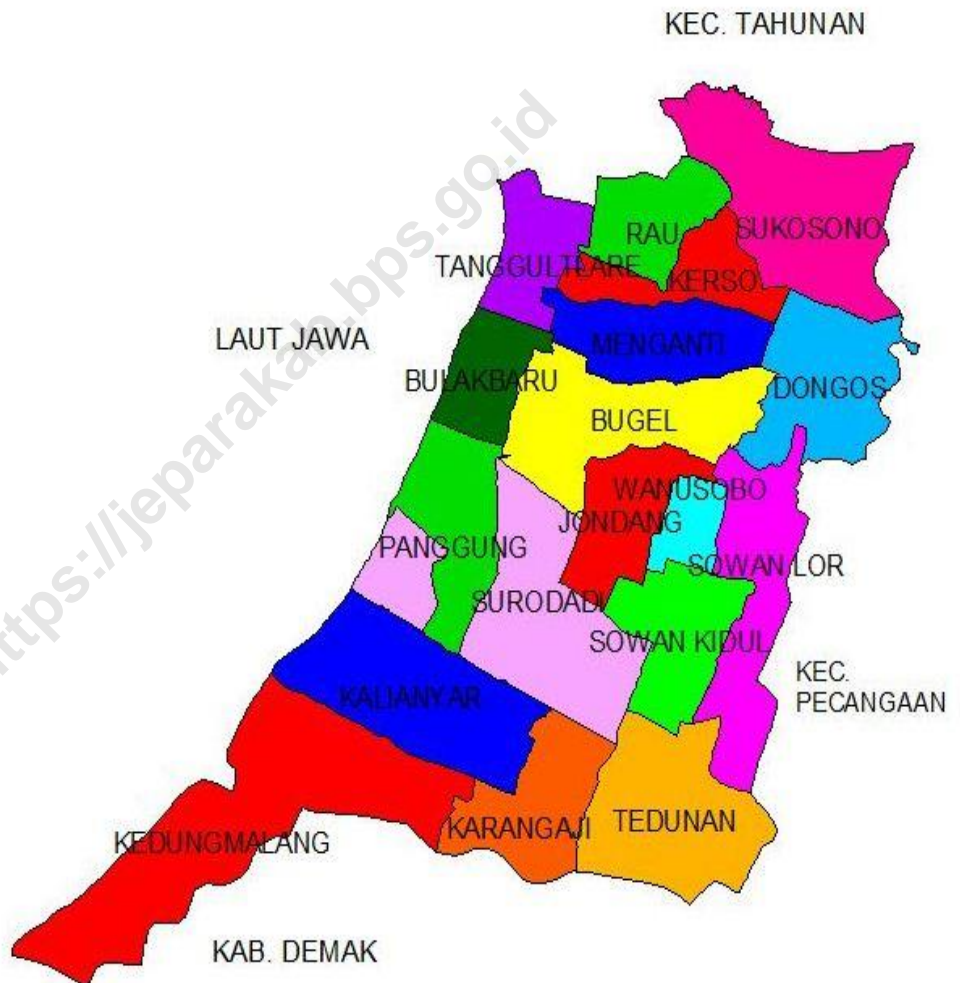 KEC. TAHUNAN
SUKOSONO
RAU
TANGGULTLARE
KERSO
LAUT JAWA
MENGANTI
BULAKBARU
DONGOS
BUGEL
WANUSOBO
JONDANG
PANGGUNG
SOWAN LOR
SURODADI
SOWAN KIDUL
KEC.
PECANGAAN
KALIANYAR
KEDUNGMALANG
KARANGAJI
TEDUNAN
KAB. DEMAK
https://jeparakab.bps.go.id